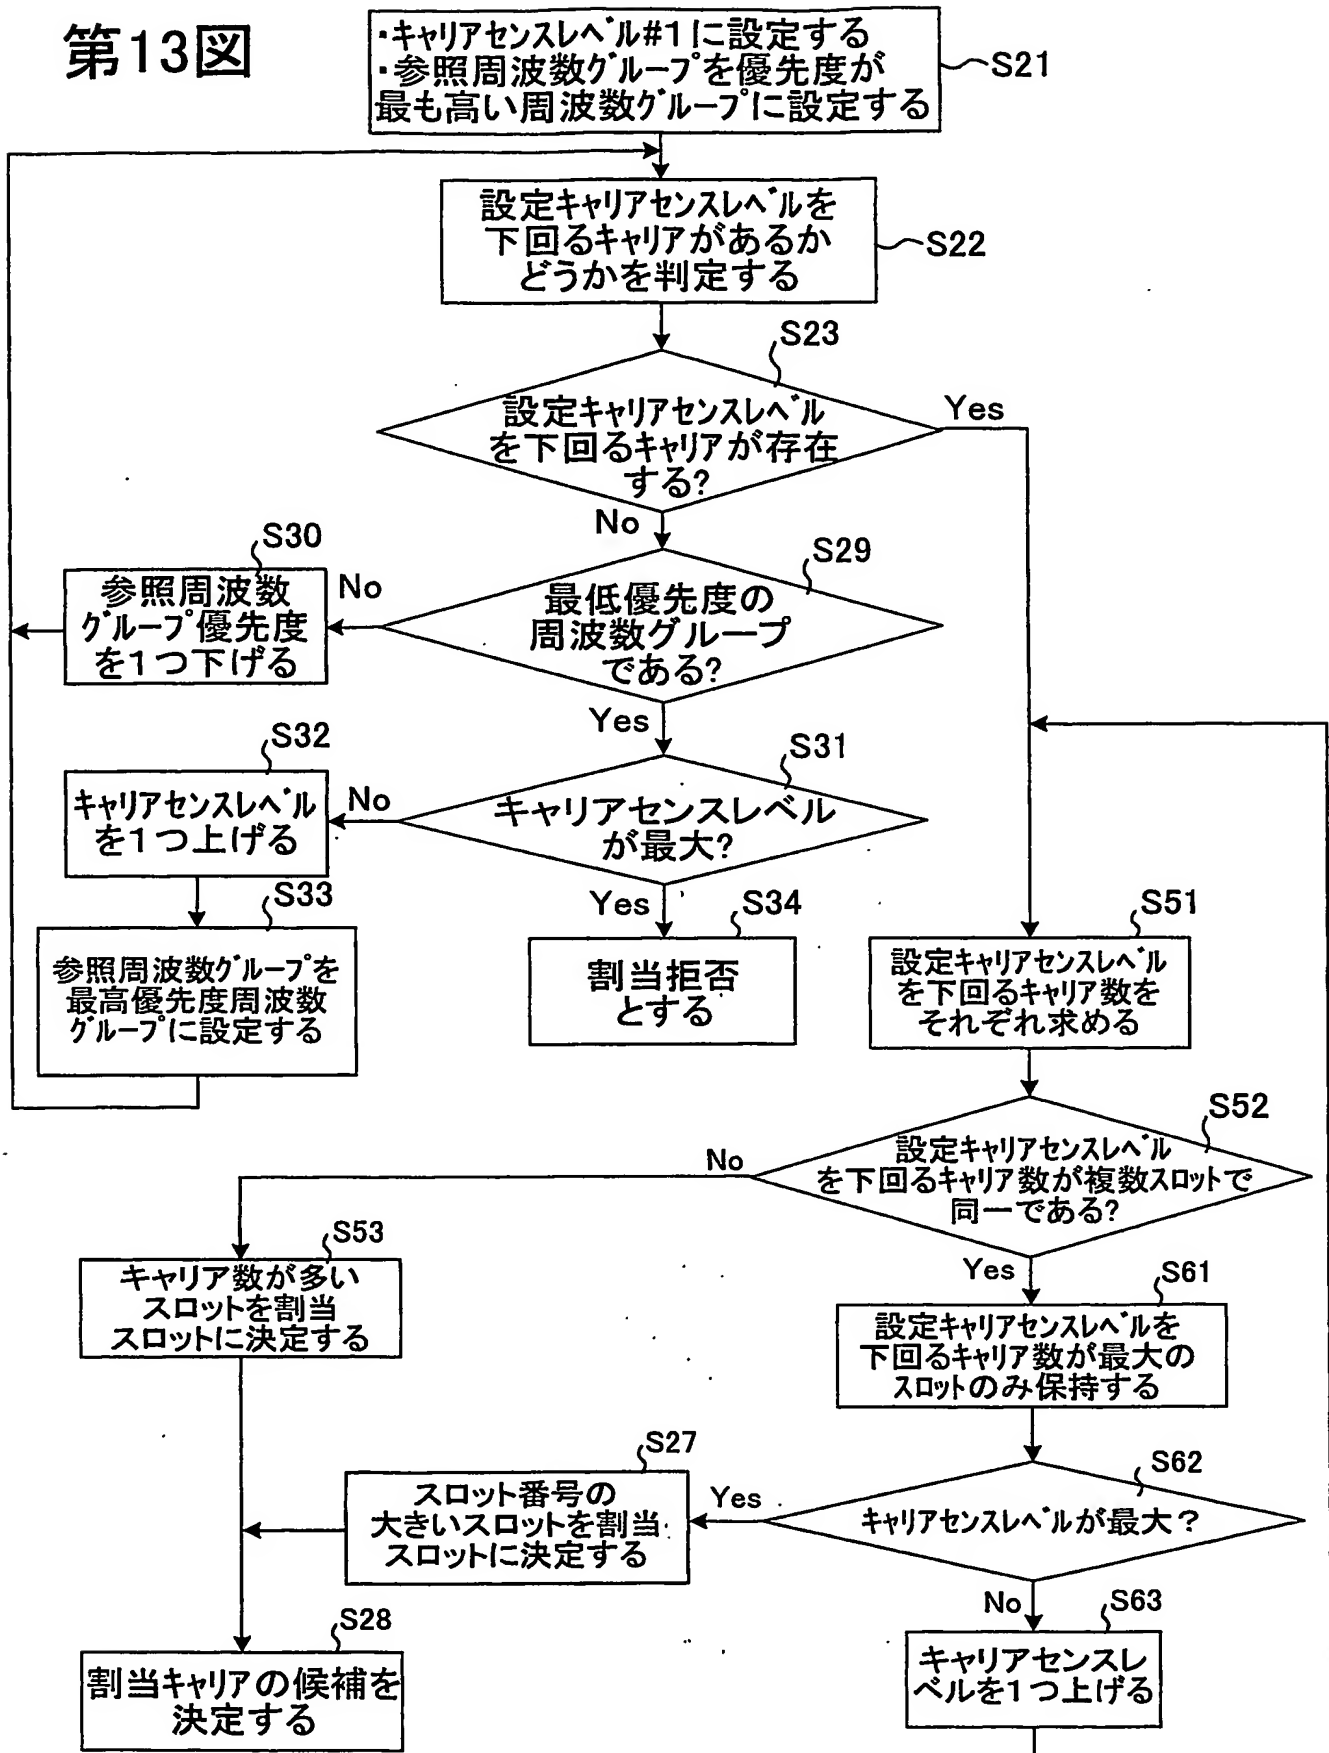 第13図
・キャリアセンスレベル#1に設定する
・参照周波数グループを優先度が
最も高い周波数グループに設定する
S21
設定キャリアセンスレベルを
下回るキャリアがあるか
どうかを判定する
S22
S23
設定キャリアセンスレベル
を下回るキャリアが存在
する?
Yes
No
S30
S29
参照周波数
グループ優先度
を1つ下げる
No
最低優先度の
周波数グループ
である?
Yes
S32
S31
キャリアセンスレベル
を1つ上げる
No
キャリアセンスレベル
が最大?
S33
Yes
S34
S51
参照周波数グループを
最高優先度周波数
グループに設定する
割当拒否
とする
設定キャリアセンスレベル
を下回るキャリア数を
それぞれ求める
S52
No
設定キャリアセンスレベル
を下回るキャリア数が複数スロットで
同一である?
S53
Yes
S61
キャリア数が多い
スロットを割当
スロットに決定する
設定キャリアセンスレベルを
下回るキャリア数が最大の
スロットのみ保持する
S27
S62
スロット番号の
大きいスロットを割当
スロットに決定する
Yes
キャリアセンスレベルが最大?
No
S63
S28
割当キャリアの候補を
決定する
キャリアセンスレ
ベルを1つ上げる